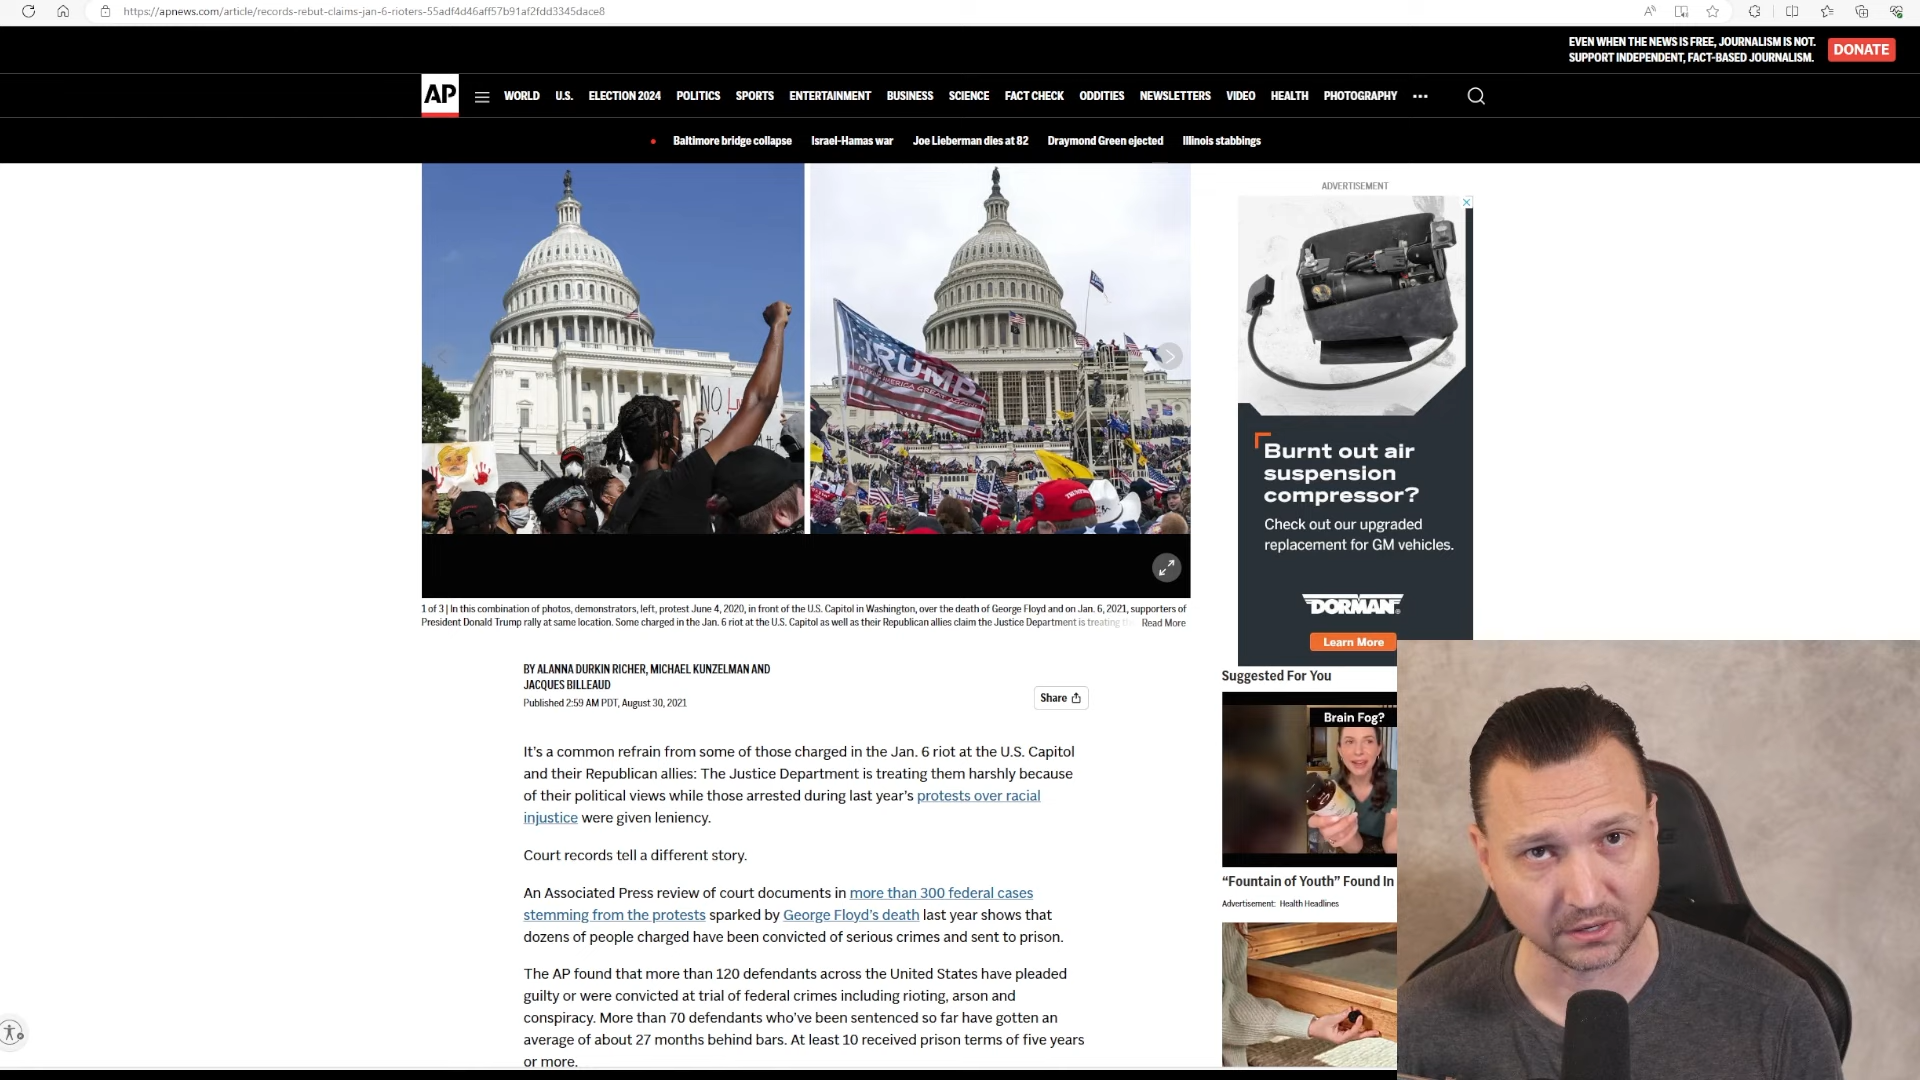 https://apnews.com/article/records-rebut-claims-jan-6-rioters-55adf4d46aff57b91af2fdd3345dace8
EVEN WHEN THE NEWS IS FREE, JOURNALISM IS NOT.
SUPPORT INDEPENDENT, FACT-BASED JOURNALISM.
DONATE
AP
WORLD U.S. ELECTION 2024 POLITICS SPORTS ENTERTAINMENT BUSINESS SCIENCE FACT CHECK ODDITIES NEWSLETTERS VIDEO HEALTH PHOTOGRAPHY
Baltimore bridge collapse Israel-Hamas war Joe Lieberman dies at 82 Draymond Green ejected Illinois stabbings
NO
TRUMP
MAKE AMERICA GREAT AGAIN
1 of 3 | In this combination of photos, demonstrators, left, protest June 4, 2020, in front of the U.S. Capitol in Washington, over the death of George Floyd and on Jan. 6, 2021, supporters of
President Donald Trump rally at same location. Some charged in the Jan. 6 riot at the U.S. Capitol as well as their Republican allies claim the Justice Department is treating Read More
BY ALANNA DURKIN RICHER, MICHAEL KUNZELMAN AND
JACQUES BILLEAUD
Published 2:59 AM PDT, August 30, 2021
Share
It's a common refrain from some of those charged in the Jan. 6 riot at the U.S. Capitol
and their Republican allies: The Justice Department is treating them harshly because
of their political views while those arrested during last year's protests over racial
injustice were given leniency.
Court records tell a different story.
An Associated Press review of court documents in more than 300 federal cases
stemming from the protests sparked by George Floyd's death last year shows that
dozens of people charged have been convicted of serious crimes and sent to prison.
The AP found that more than 120 defendants across the United States have pleaded
guilty or were convicted at trial of federal crimes including rioting, arson and
conspiracy. More than 70 defendants who've been sentenced so far have gotten an
average of about 27 months behind bars. At least 10 received prison terms of five years
or more.
ADVERTISEMENT
Burnt out air
suspension
compressor?
Check out our upgraded
replacement for GM vehicles.
DORMAN
Learn More
Suggested For You
Brain Fog?
“Fountain of Youth” Found In
Advertisement: Health Headlines